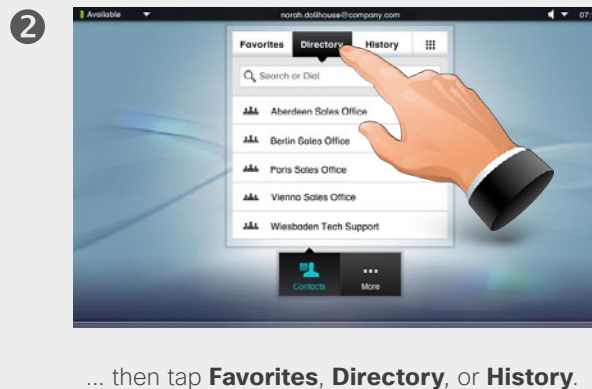 2
Available
norah.dollhouse@company.com
07:
Favorites Directory History
Search or Dial
Aberdeen Sales Office
Berlin Sales Office
Paris Sales Office
Vienna Sales Office
Wiesbaden Tech Support
Contacts More
... then tap Favorites, Directory, or History.